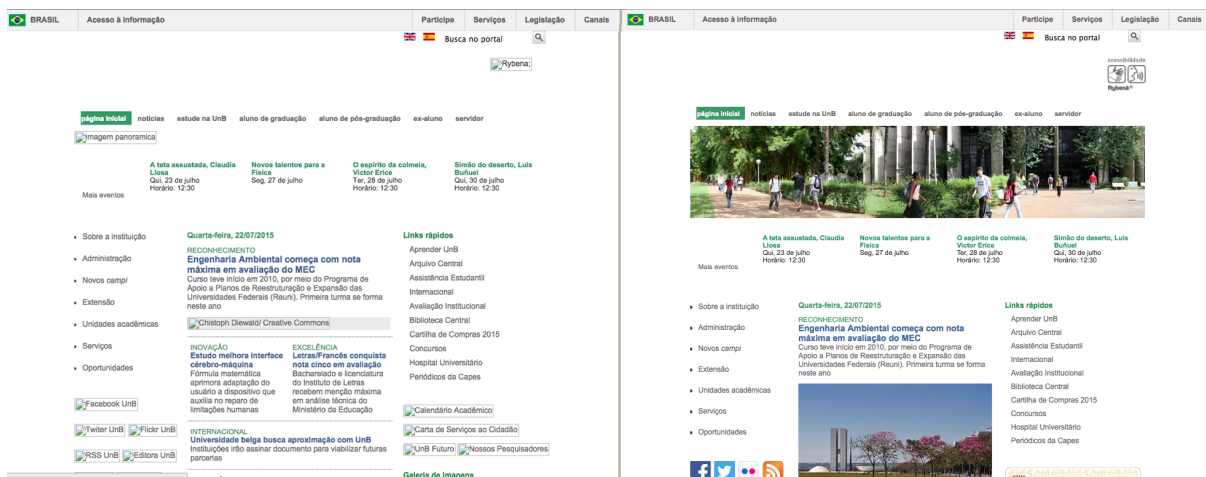 BRASIL
Acesso à informação
Participe
Serviços
Legislação
Canais
Busca no portal
Rybena;
página inicial
notícias
estude na UnB
aluno de graduação
aluno de pós-graduação
ex-aluno
servidor
imagem panoramica
A teta assustada, Claudia
Llosa
Qui, 23 de julho
Horário: 12:30
Novos talentos para a
Física
Seg, 27 de julho
O espírito da colmeia,
Victor Erice
Ter, 28 de julho
Horário: 12:30
Simão do deserto, Luis
Buñuel
Qui, 30 de julho
Horário: 12:30
Mais eventos
Sobre a instituição
Administração
Novos campi
Extensão
Unidades acadêmicas
Serviços
Oportunidades
Facebook UnB
Twiter UnB
Flickr UnB
RSS UnB
Editora UnB
Quarta-feira, 22/07/2015
RECONHECIMENTO
Engenharia Ambiental começa com nota
máxima em avaliação do MEC
Curso teve início em 2010, por meio do Programa de
Apoio a Planos de Reestruturação e Expansão das
Universidades Federais (Reuni). Primeira turma se forma
neste ano
Chistoph Diewald/ Creative Commons
INOVAÇÃO
Estudo melhora interface
cérebro-máquina
Fórmula matemática
aprimora adaptação do
usuário a dispositivo que
auxilia no reparo de
limitações humanas
EXCELÊNCIA
Letras/Francês conquista
nota cinco em avaliação
Bacharelado e licenciatura
do Instituto de Letras
recebem menção máxima
em análise técnica do
Ministério da Educação
INTERNACIONAL
Universidade belga busca aproximação com UnB
Instituições irão assinar documento para viabilizar futuras
parcerias
Links rápidos
Aprender UnB
Arquivo Central
Assistência Estudantil
Internacional
Avaliação Institucional
Biblioteca Central
Cartilha de Compras 2015
Concursos
Hospital Universitário
Periódicos da Capes
Calendário Acadêmico
Carta de Serviços ao Cidadão
UnB Futuro
Nossos Pesquisadores
Galeria de Imagens
BRASIL
Acesso à informação
Participe
Serviços
Legislação
Canais
Busca no portal
acessibilidade
Rybená®
página inicial
notícias
estude na UnB
aluno de graduação
aluno de pós-graduação
ex-aluno
servidor
A teta assustada, Claudia
Llosa
Qui, 23 de julho
Horário: 12:30
Novos talentos para a
Física
Seg, 27 de julho
O espírito da colmeia,
Victor Erice
Ter, 28 de julho
Horário: 12:30
Simão do deserto, Luis
Buñuel
Qui, 30 de julho
Horário: 12:30
Mais eventos
Sobre a instituição
Administração
Novos campi
Extensão
Unidades acadêmicas
Serviços
Oportunidades
Quarta-feira, 22/07/2015
RECONHECIMENTO
Engenharia Ambiental começa com nota
máxima em avaliação do MEC
Curso teve início em 2010, por meio do Programa de
Apoio a Planos de Reestruturação e Expansão das
Universidades Federais (Reuni). Primeira turma se forma
neste ano
Links rápidos
Aprender UnB
Arquivo Central
Assistência Estudantil
Internacional
Avaliação Institucional
Biblioteca Central
Cartilha de Compras 2015
Concursos
Hospital Universitário
Periódicos da Capes